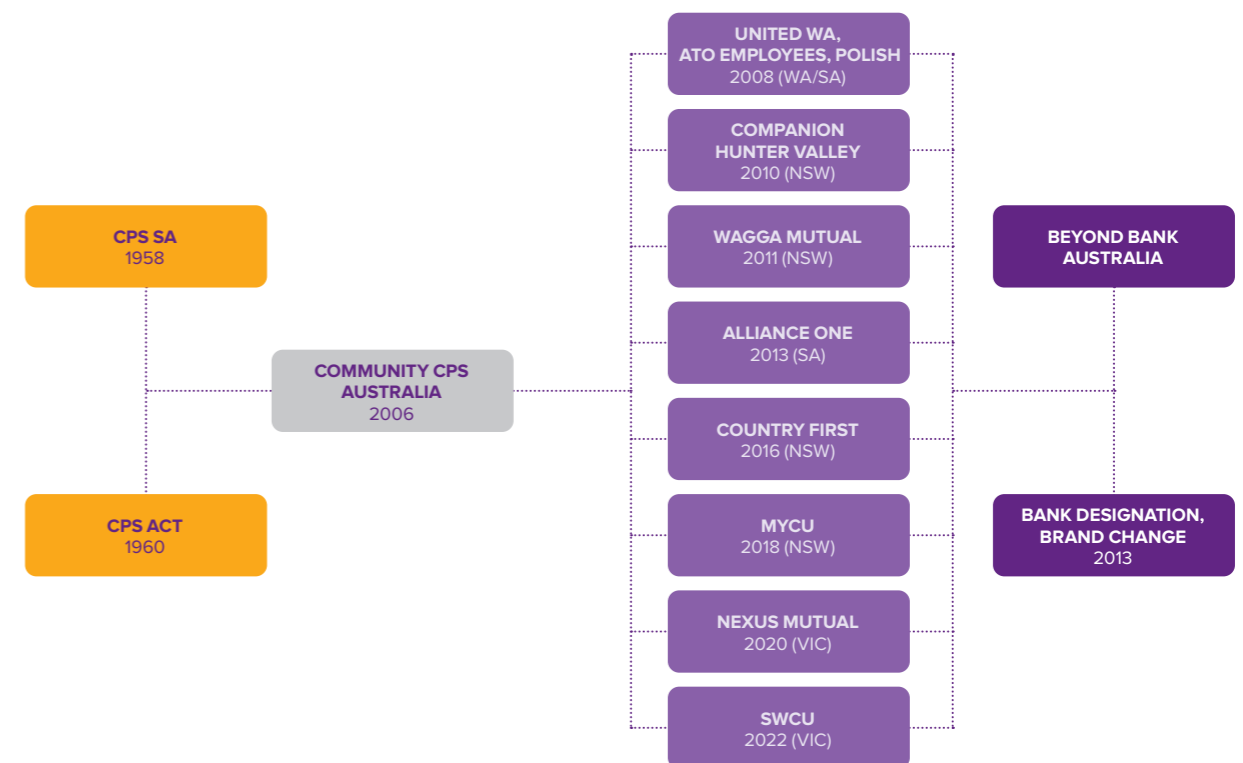 CPS SA
1958
CPS ACT
1960
COMMUNITY CPS
AUSTRALIA
2006
UNITED WA,
ATO EMPLOYEES, POLISH
2008 (WA/SA)
COMPANION
HUNTER VALLEY
2010 (NSW)
WAGGA MUTUAL
2011 (NSW)
ALLIANCE ONE
2013 (SA)
COUNTRY FIRST
2016 (NSW)
MYCU
2018 (NSW)
NEXUS MUTUAL
2020 (VIC)
SWCU
2022 (VIC)
BEYOND BANK
AUSTRALIA
BANK DESIGNATION,
BRAND CHANGE
2013